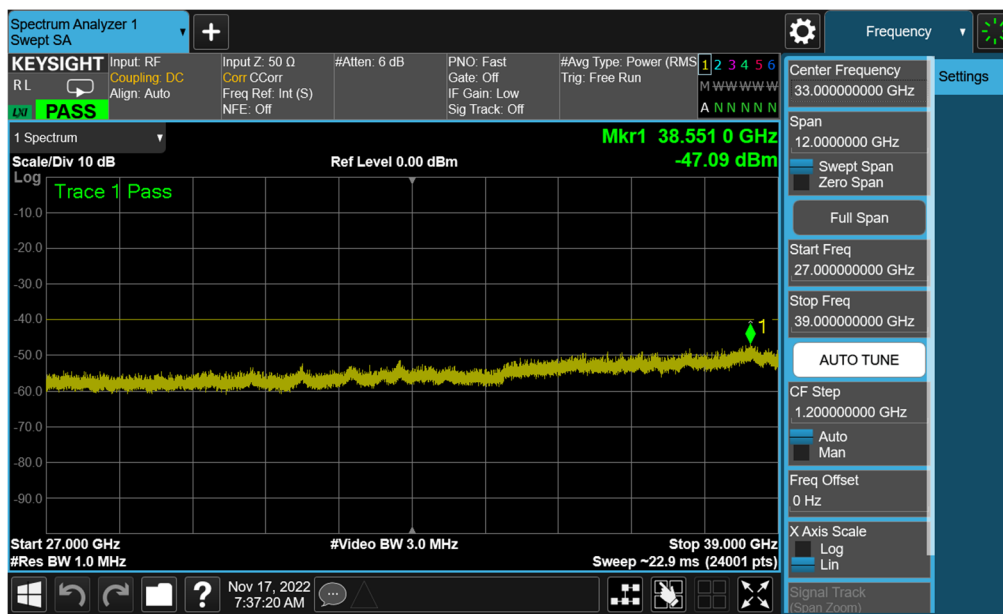 Spectrum Analyzer 1
Swept SA
+
Frequency
KEYSIGHT
R L
LXI PASS
Input: RF
Coupling: DC
Align: Auto
Input Z: 50 Ω
Corr CCorr
Freq Ref: Int (S)
NFE: Off
#Atten: 6 dB
PNO: Fast
Gate: Off
IF Gain: Low
Sig Track: Off
#Avg Type: Power (RMS
Trig: Free Run
1 2 3 4 5 6
M W W W W W
A N N N N N
1 Spectrum
Scale/Div 10 dB
Ref Level 0.00 dBm
Mkr1 38.551 0 GHz
-47.09 dBm
Log
Trace 1 Pass
-10.0
-20.0
-30.0
-40.0
1
-50.0
-60.0
-70.0
-80.0
-90.0
Start 27.000 GHz
#Video BW 3.0 MHz
Stop 39.000 GHz
#Res BW 1.0 MHz
Sweep ~22.9 ms (24001 pts)
?
Nov 17, 2022
7:37:20 AM
Center Frequency
33.000000000 GHz
Span
12.0000000 GHz
Swept Span
Zero Span
Full Span
Start Freq
27.000000000 GHz
Stop Freq
39.000000000 GHz
AUTO TUNE
CF Step
1.200000000 GHz
Auto
Man
Freq Offset
0 Hz
X Axis Scale
Log
Lin
Signal Track
(Span Zoom)
Settings